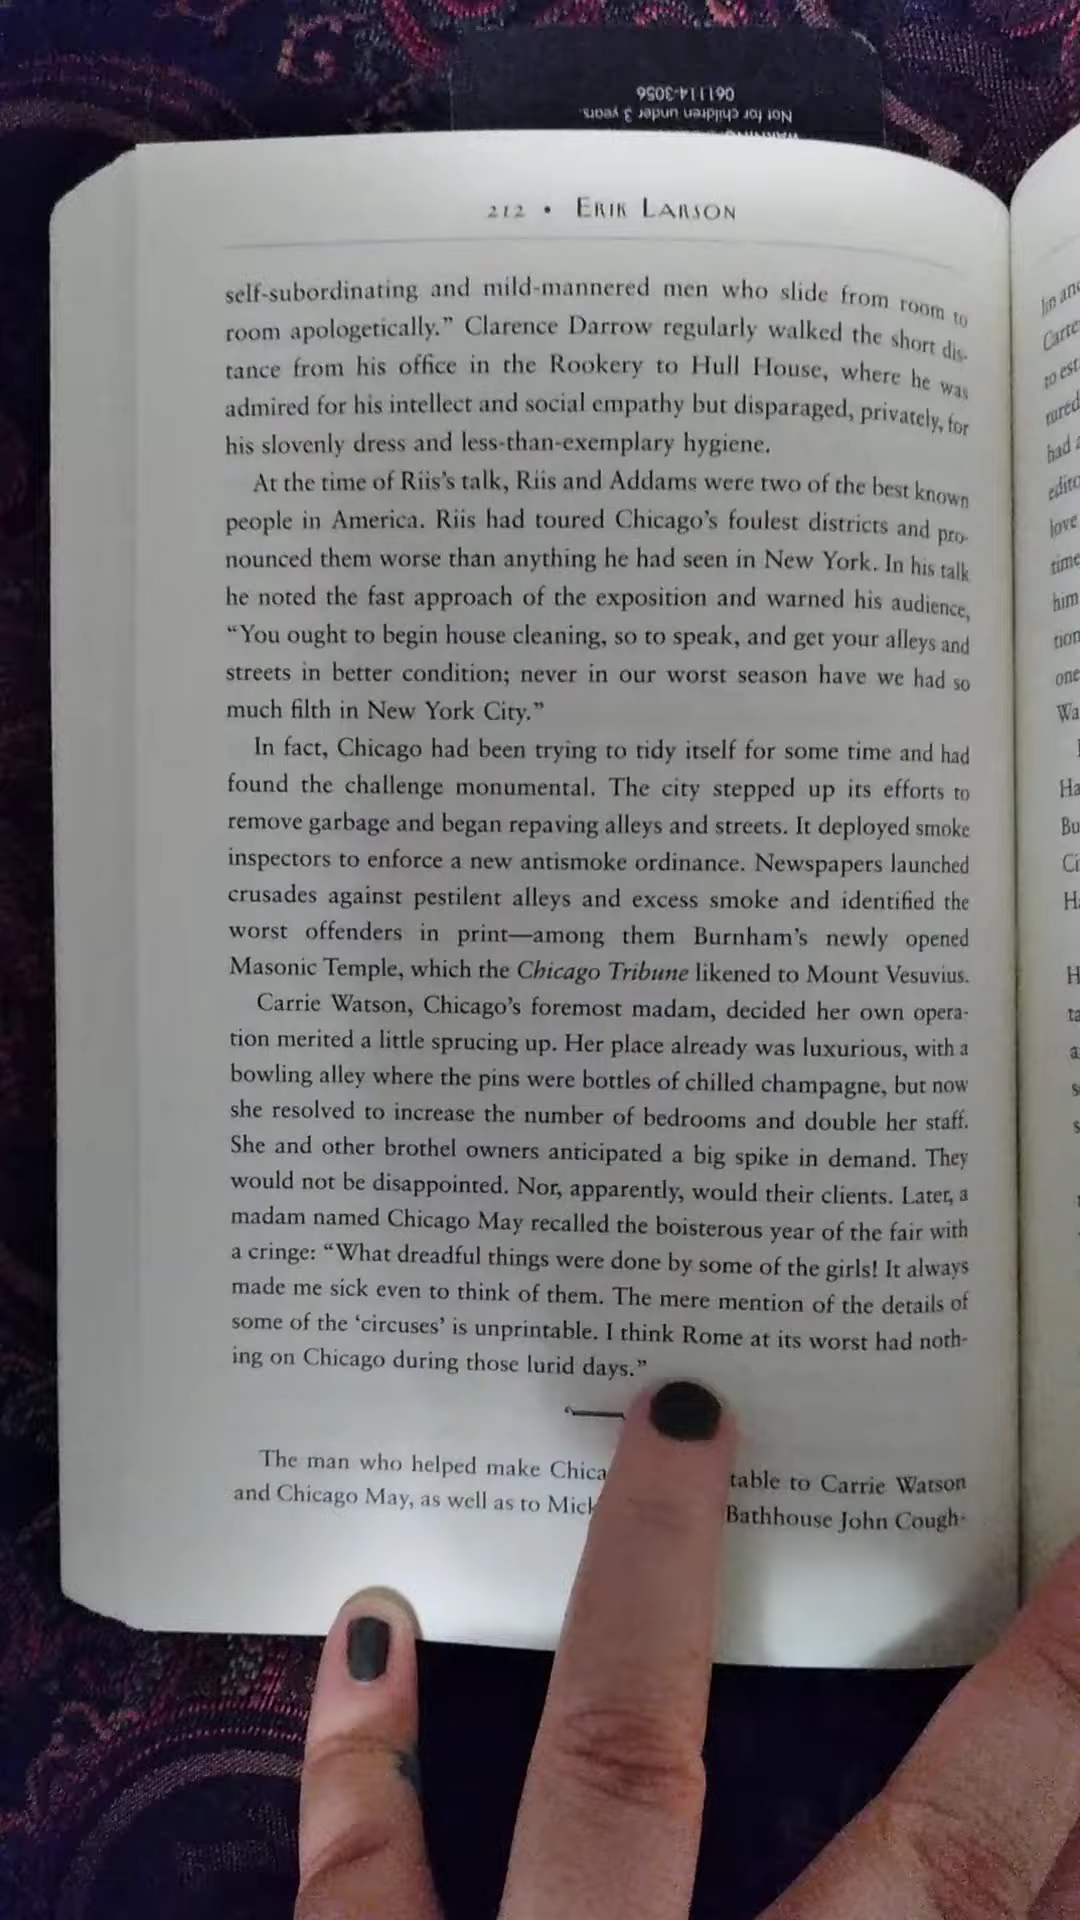 061114-3056
Not for children under 3 years.
212 • ERIK LARSON
self-subordinating and mild-mannered men who slide from room to
room apologetically.” Clarence Darrow regularly walked the short dis-
tance from his office in the Rookery to Hull House, where he was
admired for his intellect and social empathy but disparaged, privately, for
his slovenly dress and less-than-exemplary hygiene.
At the time of Riis’s talk, Riis and Addams were two of the best known
people in America. Riis had toured Chicago’s foulest districts and pro-
nounced them worse than anything he had seen in New York. In his talk
he noted the fast approach of the exposition and warned his audience,
“You ought to begin house cleaning, so to speak, and get your alleys and
streets in better condition; never in our worst season have we had so
much filth in New York City.”
In fact, Chicago had been trying to tidy itself for some time and had
found the challenge monumental. The city stepped up its efforts to
remove garbage and began repaving alleys and streets. It deployed smoke
inspectors to enforce a new antismoke ordinance. Newspapers launched
crusades against pestilent alleys and excess smoke and identified the
worst offenders in print—among them Burnham’s newly opened
Masonic Temple, which the Chicago Tribune likened to Mount Vesuvius.
Carrie Watson, Chicago’s foremost madam, decided her own opera-
tion merited a little sprucing up. Her place already was luxurious, with a
bowling alley where the pins were bottles of chilled champagne, but now
she resolved to increase the number of bedrooms and double her staff.
She and other brothel owners anticipated a big spike in demand. They
would not be disappointed. Nor, apparently, would their clients. Later, a
madam named Chicago May recalled the boisterous year of the fair with
a cringe: “What dreadful things were done by some of the girls! It always
made me sick even to think of them. The mere mention of the details of
some of the ‘circuses’ is unprintable. I think Rome at its worst had noth-
ing on Chicago during those lurid days.”
The man who helped make Chica table to Carrie Watson
and Chicago May, as well as to Mick Bathhouse John Cough-